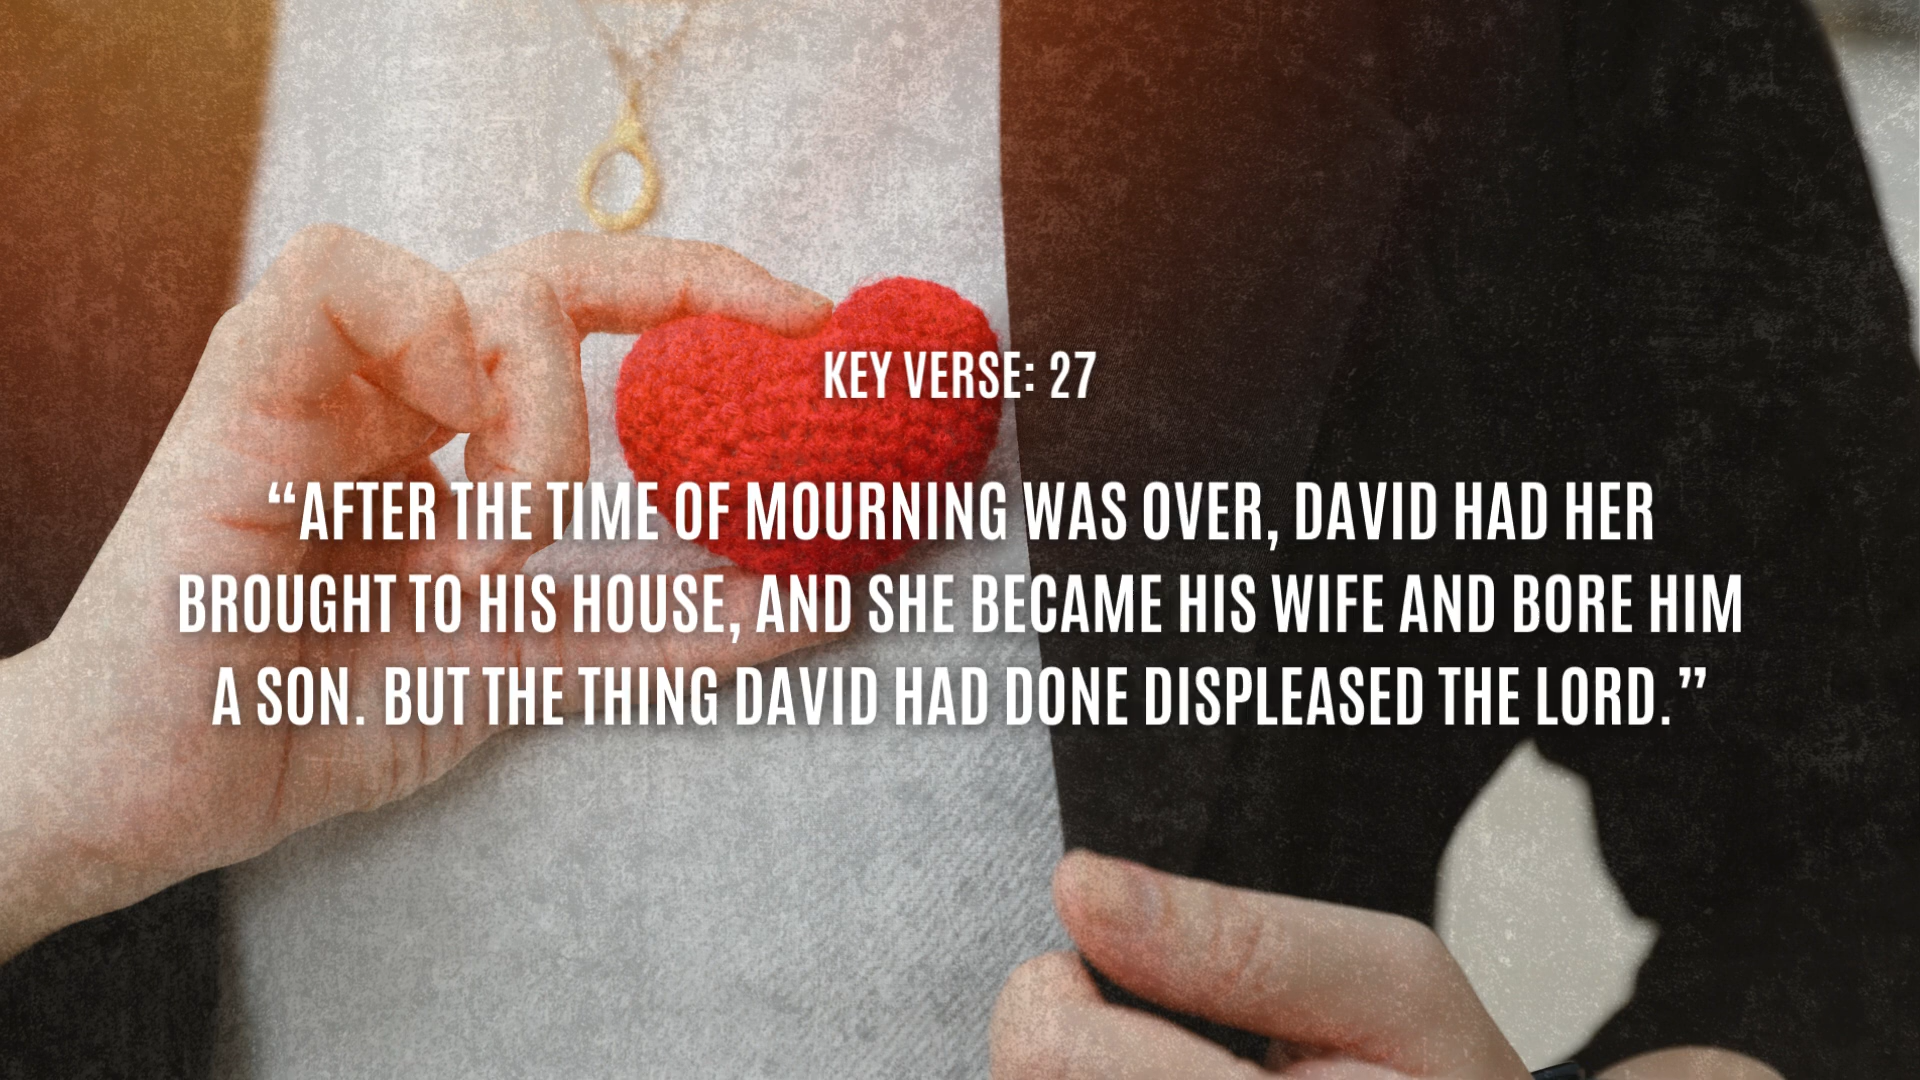 KEY VERSE: 27
“AFTER THE TIME OF MOURNING WAS OVER, DAVID HAD HER
BROUGHT TO HIS HOUSE, AND SHE BECAME HIS WIFE AND BORE HIM
A SON. BUT THE THING DAVID HAD DONE DISPLEASED THE LORD.”